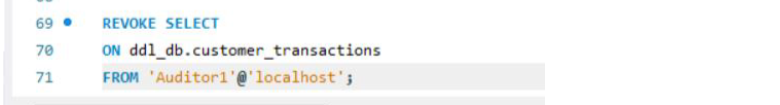 69 REVOKE SELECT
70 ON ddl_db.customer_transactions
71 FROM 'Auditor1'@'localhost';